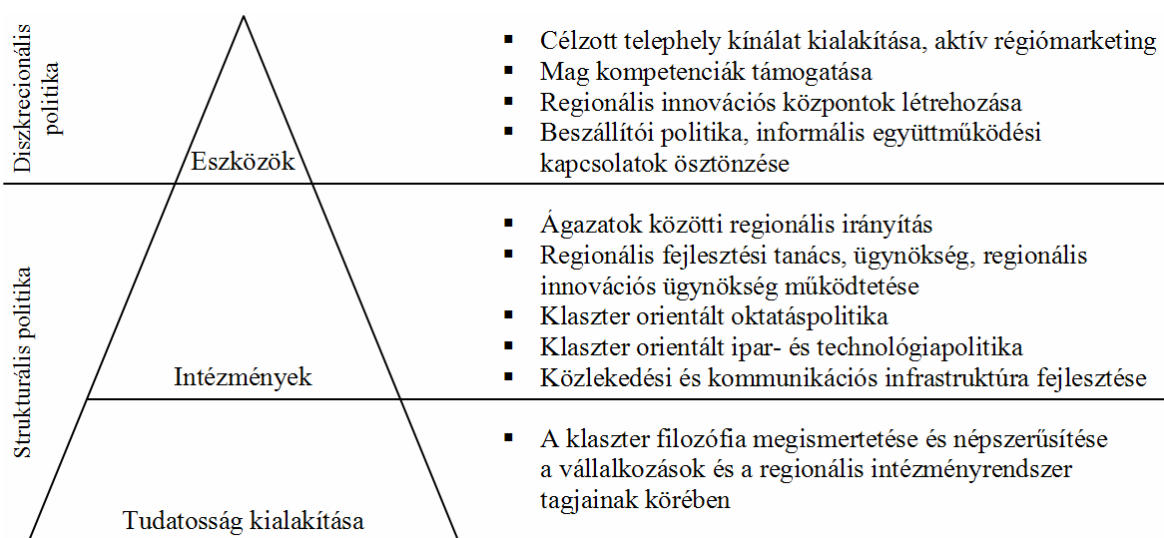 Diszkrecionális
politika
Eszközök
▪ Célzott telephely kínálat kialakítása, aktív régiómarketing
▪ Mag kompetenciák támogatása
▪ Regionális innovációs központok létrehozása
▪ Beszállítói politika, informális együttműködési
kapcsolatok ösztönzése
Strukturális politika
Intézmények
▪ Ágazatok közötti regionális irányítás
▪ Regionális fejlesztési tanács, ügynökség, regionális
innovációs ügynökség működtetése
▪ Klaszter orientált oktatáspolitika
▪ Klaszter orientált ipar- és technológiapolitika
▪ Közlekedési és kommunikációs infrastruktúra fejlesztése
Tudatosság kialakítása
▪ A klaszter filozófia megismertetése és népszerűsítése
a vállalkozások és a regionális intézményrendszer
tagjainak körében